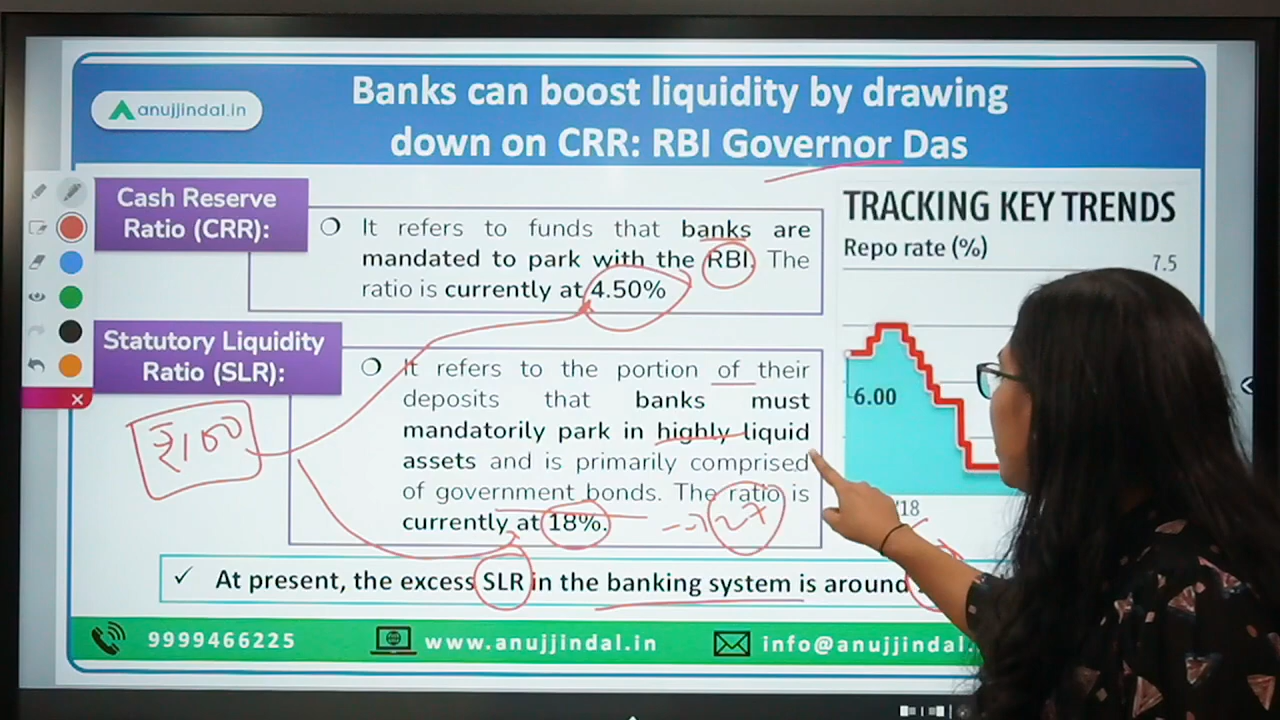 Banks can boost liquidity by drawing
down on CRR: RBI Governor Das
anujjindal.in
Cash Reserve
Ratio (CRR):
It refers to funds that banks are
mandated to park with the RBI. The
ratio is currently at 4.50%
Statutory Liquidity
Ratio (SLR):
It refers to the portion of their
deposits that banks must
mandatorily park in highly liquid
assets and is primarily comprised
of government bonds. The ratio is
currently at 18%.
→ 27
₹100
TRACKING KEY TRENDS
Repo rate (%)
7.5
6.00
'18
At present, the excess SLR in the banking system is around
9999466225
www.anujjindal.in
info@anujjindal.